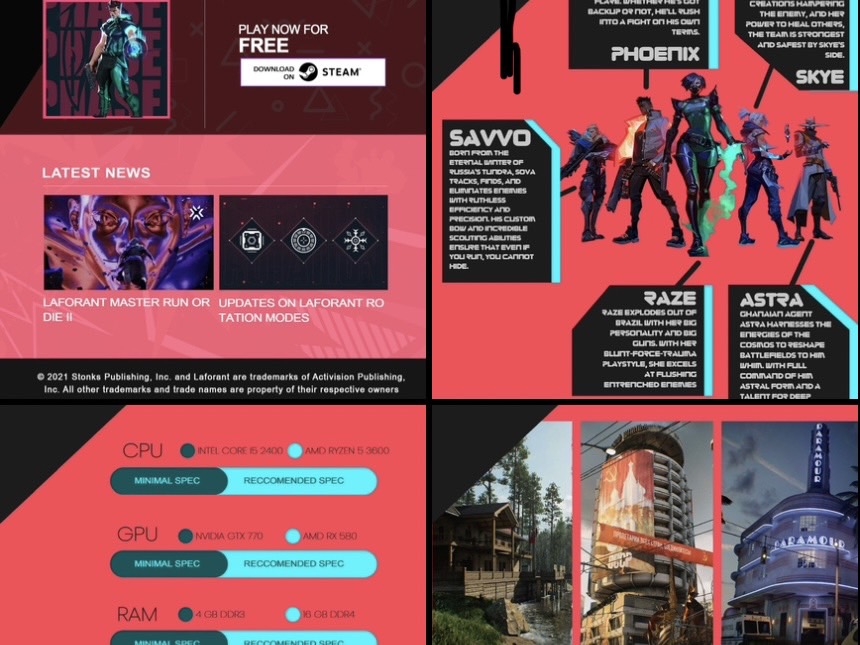 PHASE
PHASE
PHASE
PLAY NOW FOR
FREE
DOWNLOAD
ON
STEAM
LATEST NEWS
LAFORANT MASTER RUN OR
DIE II
UPDATES ON LAFORANT RO
TATION MODES
© 2021 Stonks Publishing, Inc. and Laforant are trademarks of Activision Publishing,
Inc. All other trademarks and trade names are property of their respective owners
BACKUP OR NOT, HE'LL RUSH
INTO A FIGHT ON HIS OWN
TERMS.
PHOENIX
CREATIONS HAMPERING
THE ENEMY, AND HER
POWER TO HEAL OTHERS,
THE TEAM IS STRONGEST
AND SAFEST BY SKYE'S
SIDE.
SKYE
SAVVO
BORN FROM THE
ETERNAL WINTER OF
RUSSIA'S TUNDRA, SOVA
TRACKS, FINDS, AND
ELIMINATES ENEMIES
WITH RUTHLESS
EFFICIENCY AND
PRECISION. HIS CUSTOM
BOW AND INCREDIBLE
SCOUTING ABILITIES
ENSURE THAT EVEN IF
YOU RUN, YOU CANNOT
HIDE.
RAZE
RAZE EXPLODES OUT OF
BRAZIL WITH HER BIG
PERSONALITY AND BIG
GUNS. WITH HER
BLUNT-FORCE-TRAUMA
PLAYSTYLE, SHE EXCELS
AT FLUSHING
ENTRENCHED ENEMIES
ASTRA
GHANAIAN AGENT
ASTRA HARNESSES THE
ENERGIES OF THE
COSMOS TO RESHAPE
BATTLEFIELDS TO HIM
WHIM. WITH FULL
COMMAND OF HIM
ASTRAL FORM AND A
TALENT FOR DEEP
CPU
INTEL CORE I5 2400
AMD RYZEN 5 3600
MINIMAL SPEC
RECCOMENDED SPEC
GPU
NVIDIA GTX 770
AMD RX 580
MINIMAL SPEC
RECCOMENDED SPEC
RAM
4 GB DDR3
16 GB DDR4
MINIMAL SPEC
RECCOMENDED SPEC
PARAMOUR
PARAMOUR